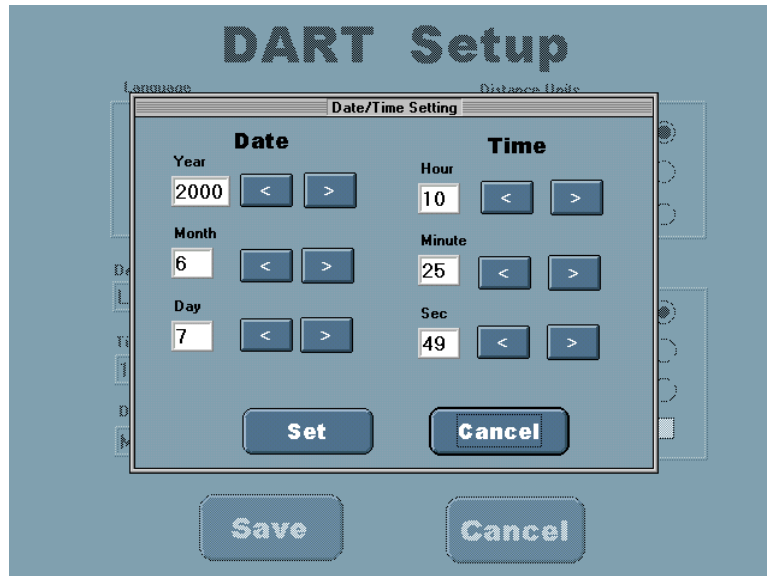 DART Setup
Language
Distance Units
Date/Time Setting
Date
Time
Year
2000
<
>
Hour
10
<
>
Month
6
<
>
Minute
25
<
>
Day
7
<
>
Sec
49
<
>
Set
Cancel
Save
Cancel